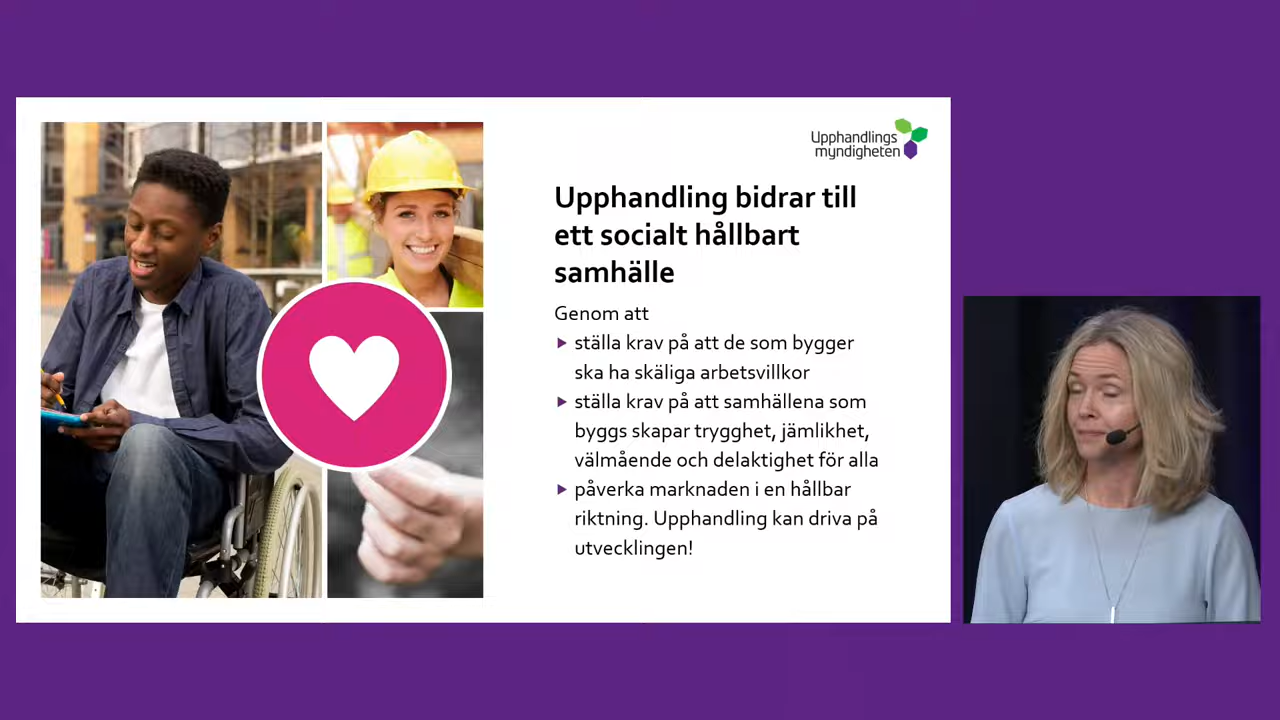 Upphandlings
myndigheten
Upphandling bidrar till
ett socialt hållbart
samhälle
Genom att
ställa krav på att de som bygger
ska ha skäliga arbetsvillkor
ställa krav på att samhällena som
byggs skapar trygghet, jämlikhet,
välmående och delaktighet för alla
påverka marknaden i en hållbar
riktning. Upphandling kan driva på
utvecklingen!